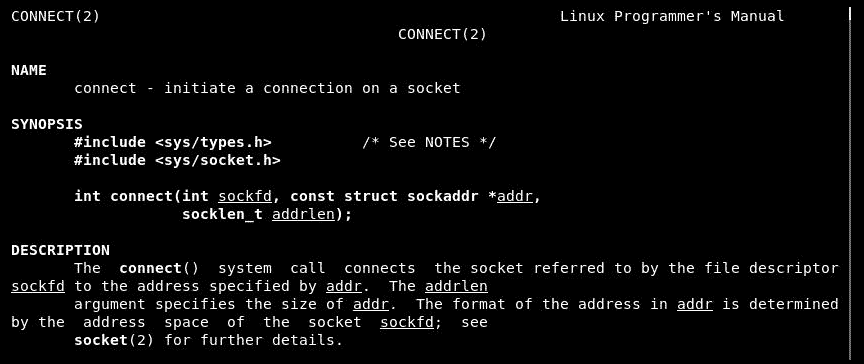 CONNECT(2) Linux Programmer's Manual
CONNECT(2)
NAME
connect - initiate a connection on a socket
SYNOPSIS
#include <sys/types.h> /* See NOTES */
#include <sys/socket.h>
int connect(int sockfd, const struct sockaddr *addr,
socklen_t addrlen);
DESCRIPTION
The connect() system call connects the socket referred to by the file descriptor
sockfd to the address specified by addr. The addrlen
argument specifies the size of addr. The format of the address in addr is determined
by the address space of the socket sockfd; see
socket(2) for further details.